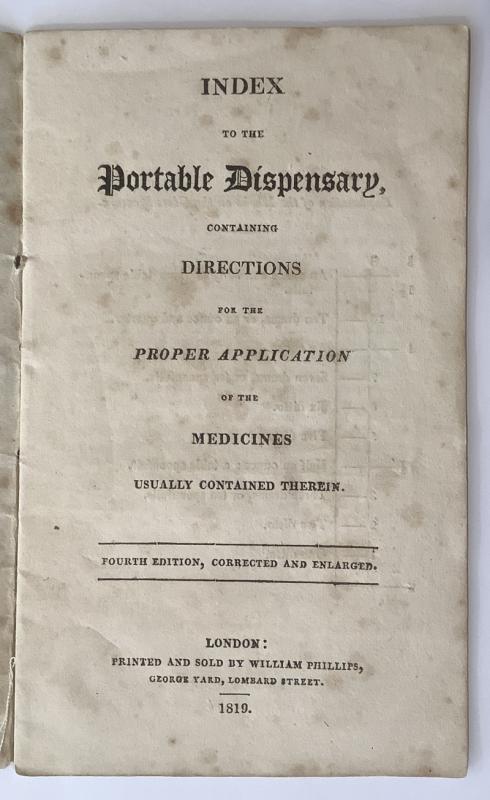 INDEX
TO THE
Portable Dispensary,
CONTAINING
DIRECTIONS
FOR THE
PROPER APPLICATION
OF THE
MEDICINES
USUALLY CONTAINED THEREIN.
FOURTH EDITION, CORRECTED AND ENLARGED.
LONDON:
PRINTED AND SOLD BY WILLIAM PHILLIPS,
GEORGE YARD, LOMBARD STREET.
1819.